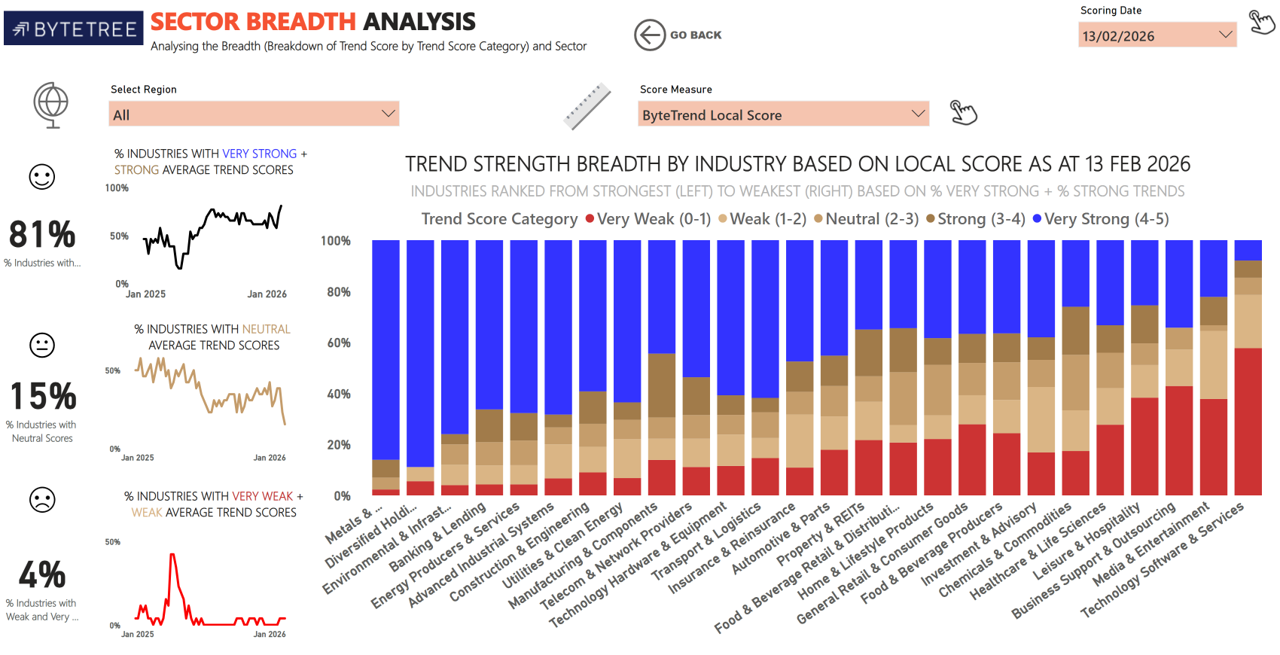 BYTETREE
SECTOR BREADTH ANALYSIS
Analysing the Breadth (Breakdown of Trend Score by Trend Score Category) and Sector
GO BACK
Scoring Date
13/02/2026
Select Region
All
Score Measure
ByteTrend Local Score
% INDUSTRIES WITH VERY STRONG +
STRONG AVERAGE TREND SCORES
100%
50%
0%
Jan 2025
Jan 2026
81%
% Industries with...
% INDUSTRIES WITH NEUTRAL
AVERAGE TREND SCORES
50%
0%
Jan 2025
Jan 2026
15%
% Industries with
Neutral Scores
% INDUSTRIES WITH VERY WEAK +
WEAK AVERAGE TREND SCORES
50%
0%
Jan 2025
Jan 2026
4%
% Industries with
Weak and Very ...
TREND STRENGTH BREADTH BY INDUSTRY BASED ON LOCAL SCORE AS AT 13 FEB 2026
INDUSTRIES RANKED FROM STRONGEST (LEFT) TO WEAKEST (RIGHT) BASED ON % VERY STRONG + % STRONG TRENDS
Trend Score Category Very Weak (0-1) Weak (1-2) Neutral (2-3) Strong (3-4) Very Strong (4-5)
100%
80%
60%
40%
20%
0%
Metals & ...
Diversified Holdi...
Environmental & Infrast...
Banking & Lending
Energy Producers & Services
Advanced Industrial Systems
Construction & Engineering
Utilities & Clean Energy
Manufacturing & Components
Telecom & Network Providers
Technology Hardware & Equipment
Transport & Logistics
Insurance & Reinsurance
Automotive & Parts
Property & REITs
Food & Beverage Retail & Distributi...
Home & Lifestyle Products
General Retail & Consumer Goods
Food & Beverage Producers
Investment & Advisory
Chemicals & Commodities
Healthcare & Life Sciences
Leisure & Hospitality
Business Support & Outsourcing
Media & Entertainment
Technology Software & Services